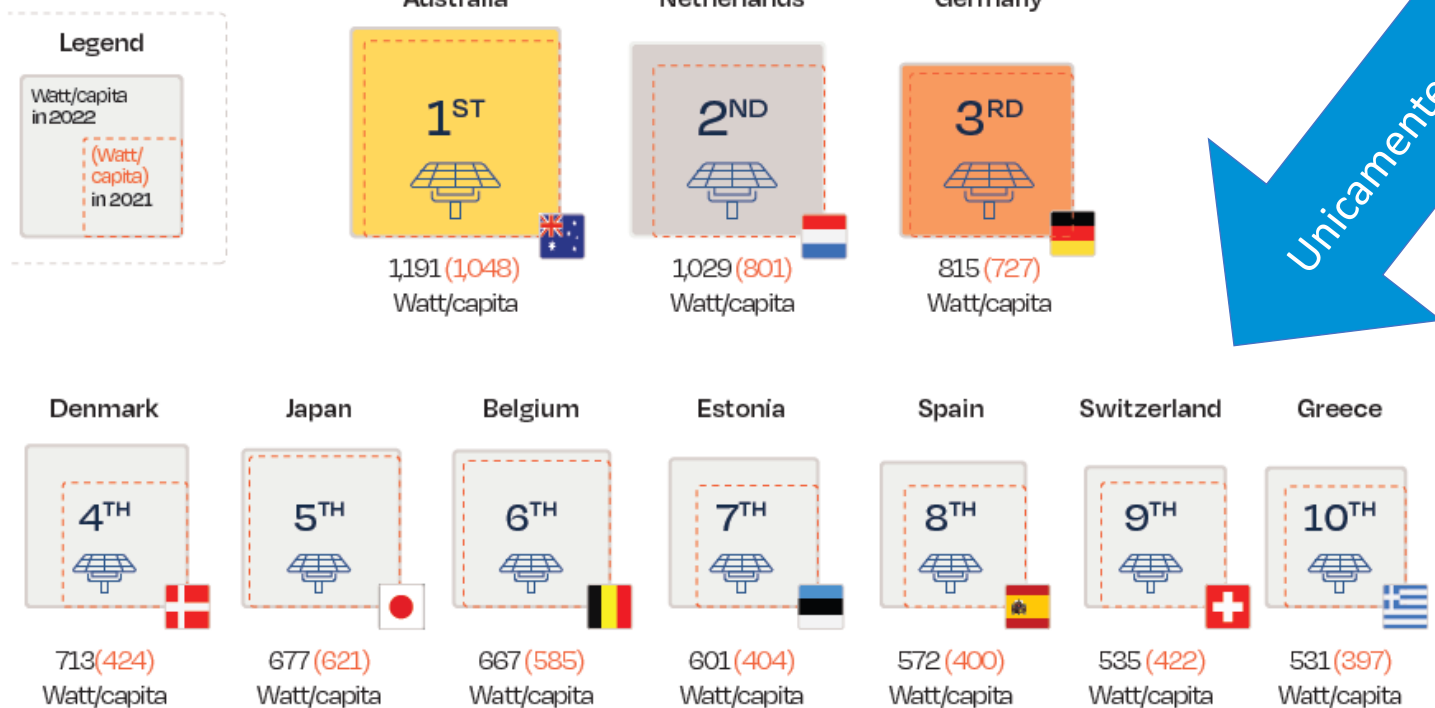 Australia
Netherlands
Germany
Legend
Watt/capita
in 2022
(Watt/
capita)
in 2021
1ST
2ND
3RD
1,191 (1,048)
Watt/capita
1,029 (801)
Watt/capita
815 (727)
Watt/capita
Unicamente
Denmark
Japan
Belgium
Estonia
Spain
Switzerland
Greece
4TH
5TH
6TH
7TH
8TH
9TH
10TH
713(424)
Watt/capita
677 (621)
Watt/capita
667 (585)
Watt/capita
601 (404)
Watt/capita
572 (400)
Watt/capita
535 (422)
Watt/capita
531 (397)
Watt/capita